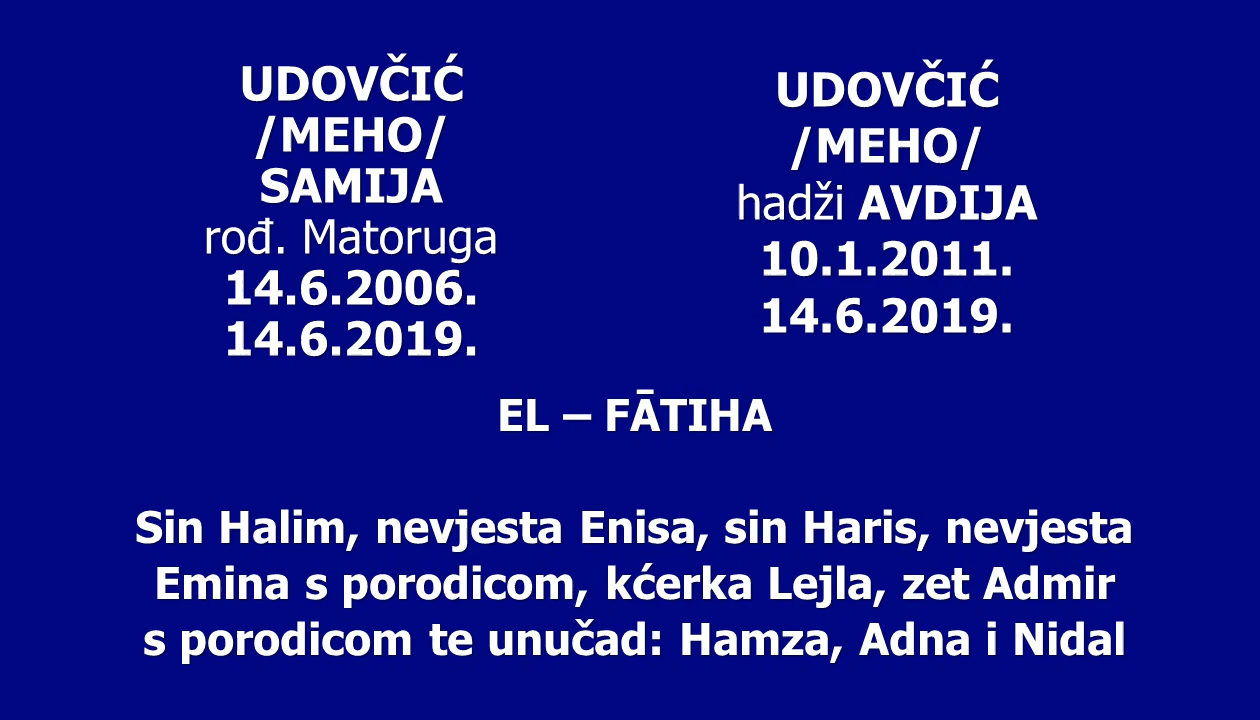 UDOVČIĆ
/MEHO/
SAMIJA
rođ. Matoruga
14.6.2006.
14.6.2019.
UDOVČIĆ
/MEHO/
hadži AVDIJA
10.1.2011.
14.6.2019.
EL – FĀTIHA
Sin Halim, nevjesta Enisa, sin Haris, nevjesta
Emina s porodicom, kćerka Lejla, zet Admir
s porodicom te unučad: Hamza, Adna i Nidal